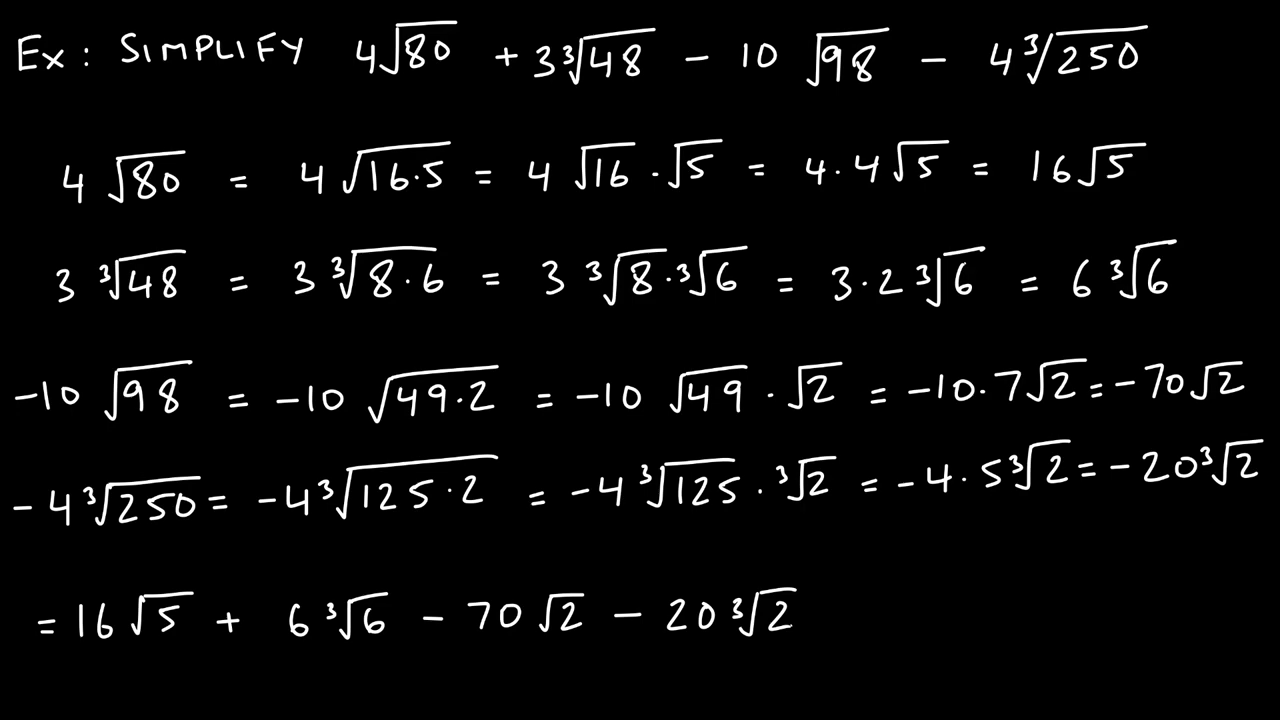 Ex: SIMPLIFY 4√80 + 3∛48 - 10 √98 - 4∛250
4 √80 = 4 √16·5 = 4 √16 · √5 = 4·4√5 = 16√5
3 ∛48 = 3 ∛8·6 = 3 ∛8 · ∛6 = 3·2 ∛6 = 6 ∛6
-10 √98 = -10 √49·2 = -10 √49 · √2 = -10·7√2 = -70√2
-4∛250 = -4∛125·2 = -4∛125 · ∛2 = -4·5∛2 = -20∛2
= 16√5 + 6∛6 - 70√2 - 20∛2